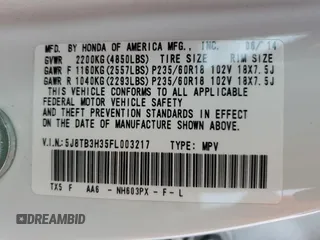 MFD. BY HONDA OF AMERICA MFG., INC. 08/14
GVWR 2200KG(4850LBS) TIRE SIZE RIM SIZE
GAWR F 1160KG(2557LBS) P235/60R18 102V 18X7.5J
GAWR R 1040KG(2293LBS) P235/60R18 102V 18X7.5J
THIS VEHICLE CONFORMS TO ALL APPLICABLE
FEDERAL MOTOR VEHICLE SAFETY AND THEFT
PREVENTION STANDARDS IN EFFECT ON THE DATE
OF MANUFACTURE SHOWN ABOVE.
V.I.N.: 5J8TB3H35FL003217 TYPE: MPV
TX5 F AA6 - NH603PX - F - L
DREAMBID